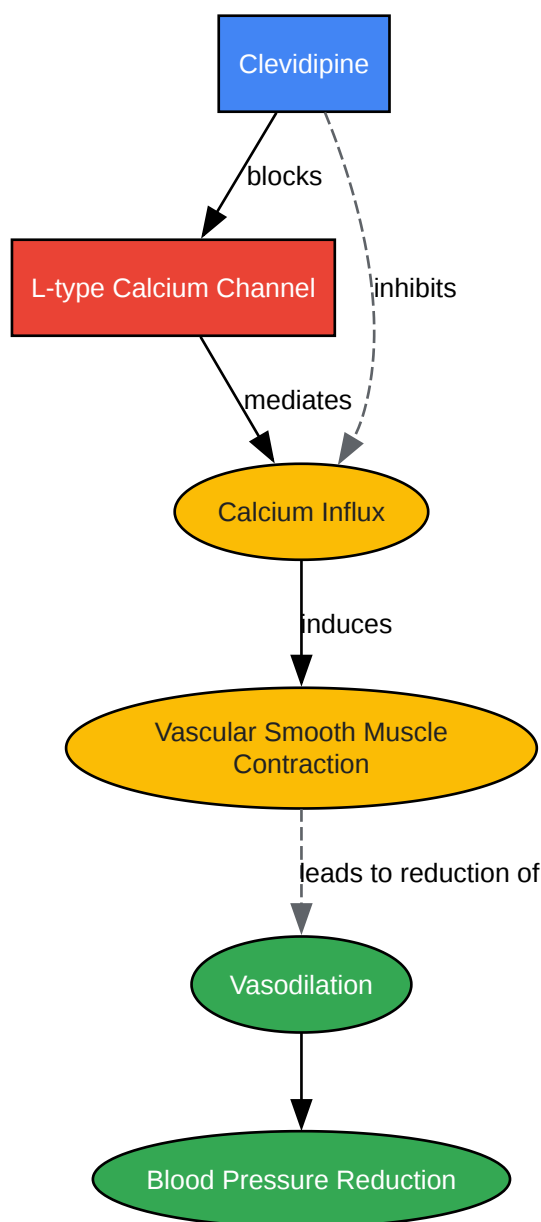 Clevidipine
blocks
L-type Calcium Channel
inhibits
mediates
Calcium Influx
induces
Vascular Smooth Muscle
Contraction
leads to reduction of
Vasodilation
Blood Pressure Reduction